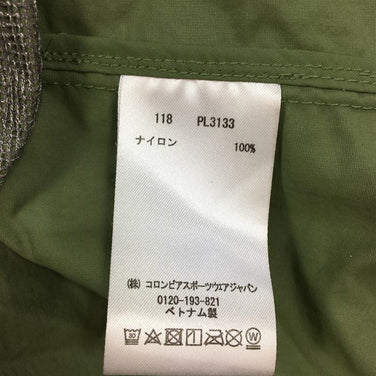 118 PL3133
ナイロン 100%
(株) コロンビアスポーツウエアジャパン
0120-193-821
ベトナム製